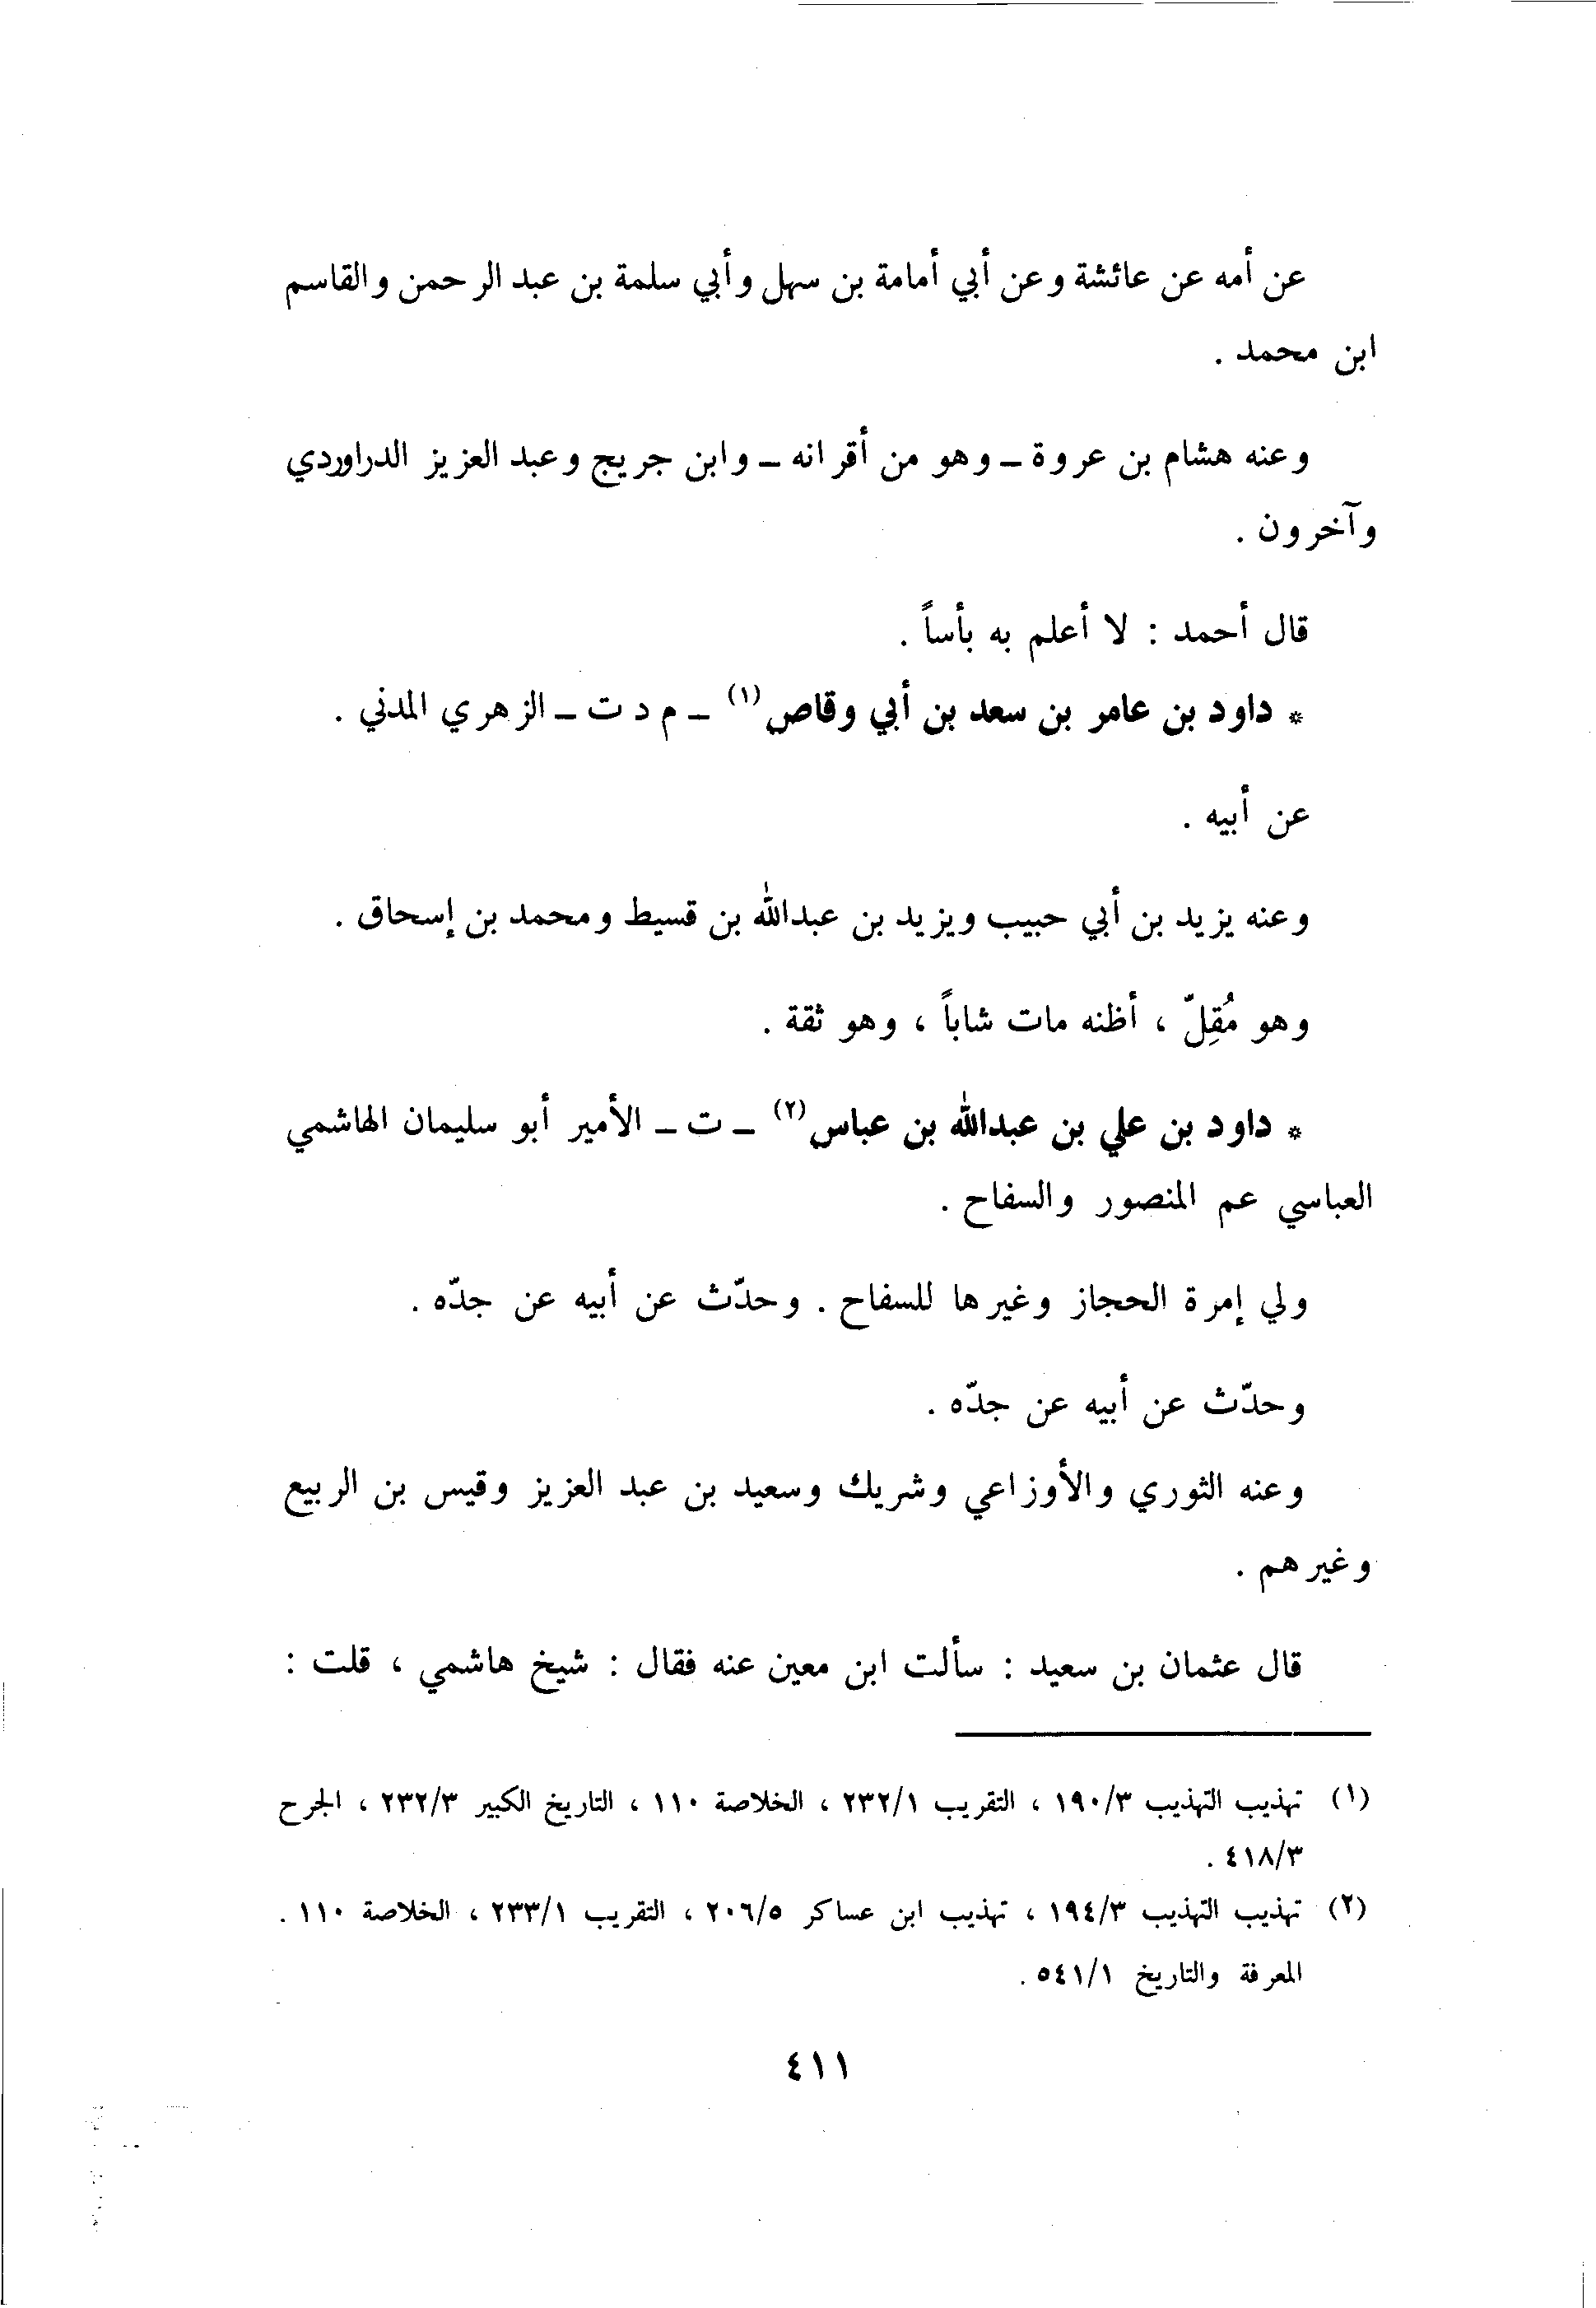 عن أمه عن عائشة وعن أبي أمامة بن سهل وأبي سلمة بن عبد الرحمن والقاسم
ابن محمد .
وعنه هشام بن عروة ـ وهو من أقرانه ـ وابن جريج وعبد العزيز الدراوردي
وآخرون .
قال أحمد : لا أعلم به بأساً .
* داود بن عامر بن سعد بن أبي وقاص (١) ـ م د ت ـ الزهري المدني .
عن أبيه .
وعنه يزيد بن أبي حبيب ويزيد بن عبدالله بن قسيط ومحمد بن إسحاق .
وهو مُقِلّ ، أظنه مات شاباً ، وهو ثقة .
* داود بن علي بن عبدالله بن عباس (٢) ـ ت ـ الأمير أبو سليمان الهاشمي
العباسي عم المنصور والسفاح .
ولي إمرة الحجاز وغيرها للسفاح . وحدّث عن أبيه عن جدّه .
وحدّث عن أبيه عن جدّه .
وعنه الثوري والأوزاعي وشريك وسعيد بن عبد العزيز وقيس بن الربيع
وغيرهم .
قال عثمان بن سعيد : سألت ابن معين عنه فقال : شيخ هاشمي ، قلت :
(١) تهذيب التهذيب ١٩٠/٣ ، التقريب ٢٣٢/١ ، الخلاصة ١١٠ ، التاريخ الكبير ٢٣٢/٣ ، الجرح
٤١٨/٣ .
(٢) تهذيب التهذيب ١٩٤/٣ ، تهذيب ابن عساكر ٢٠٦/٥ ، التقريب ٢٣٣/١ ، الخلاصة ١١٠ .
المعرفة والتاريخ ٥٤١/١ .
٤١١